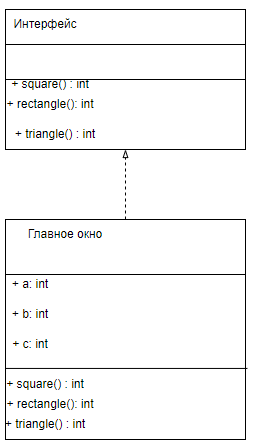 Интерфейс
+ square() : int
+ rectangle(): int
+ triangle() : int
Главное окно
+ a: int
+ b: int
+ c: int
+ square() : int
+ rectangle(): int
+ triangle() : int